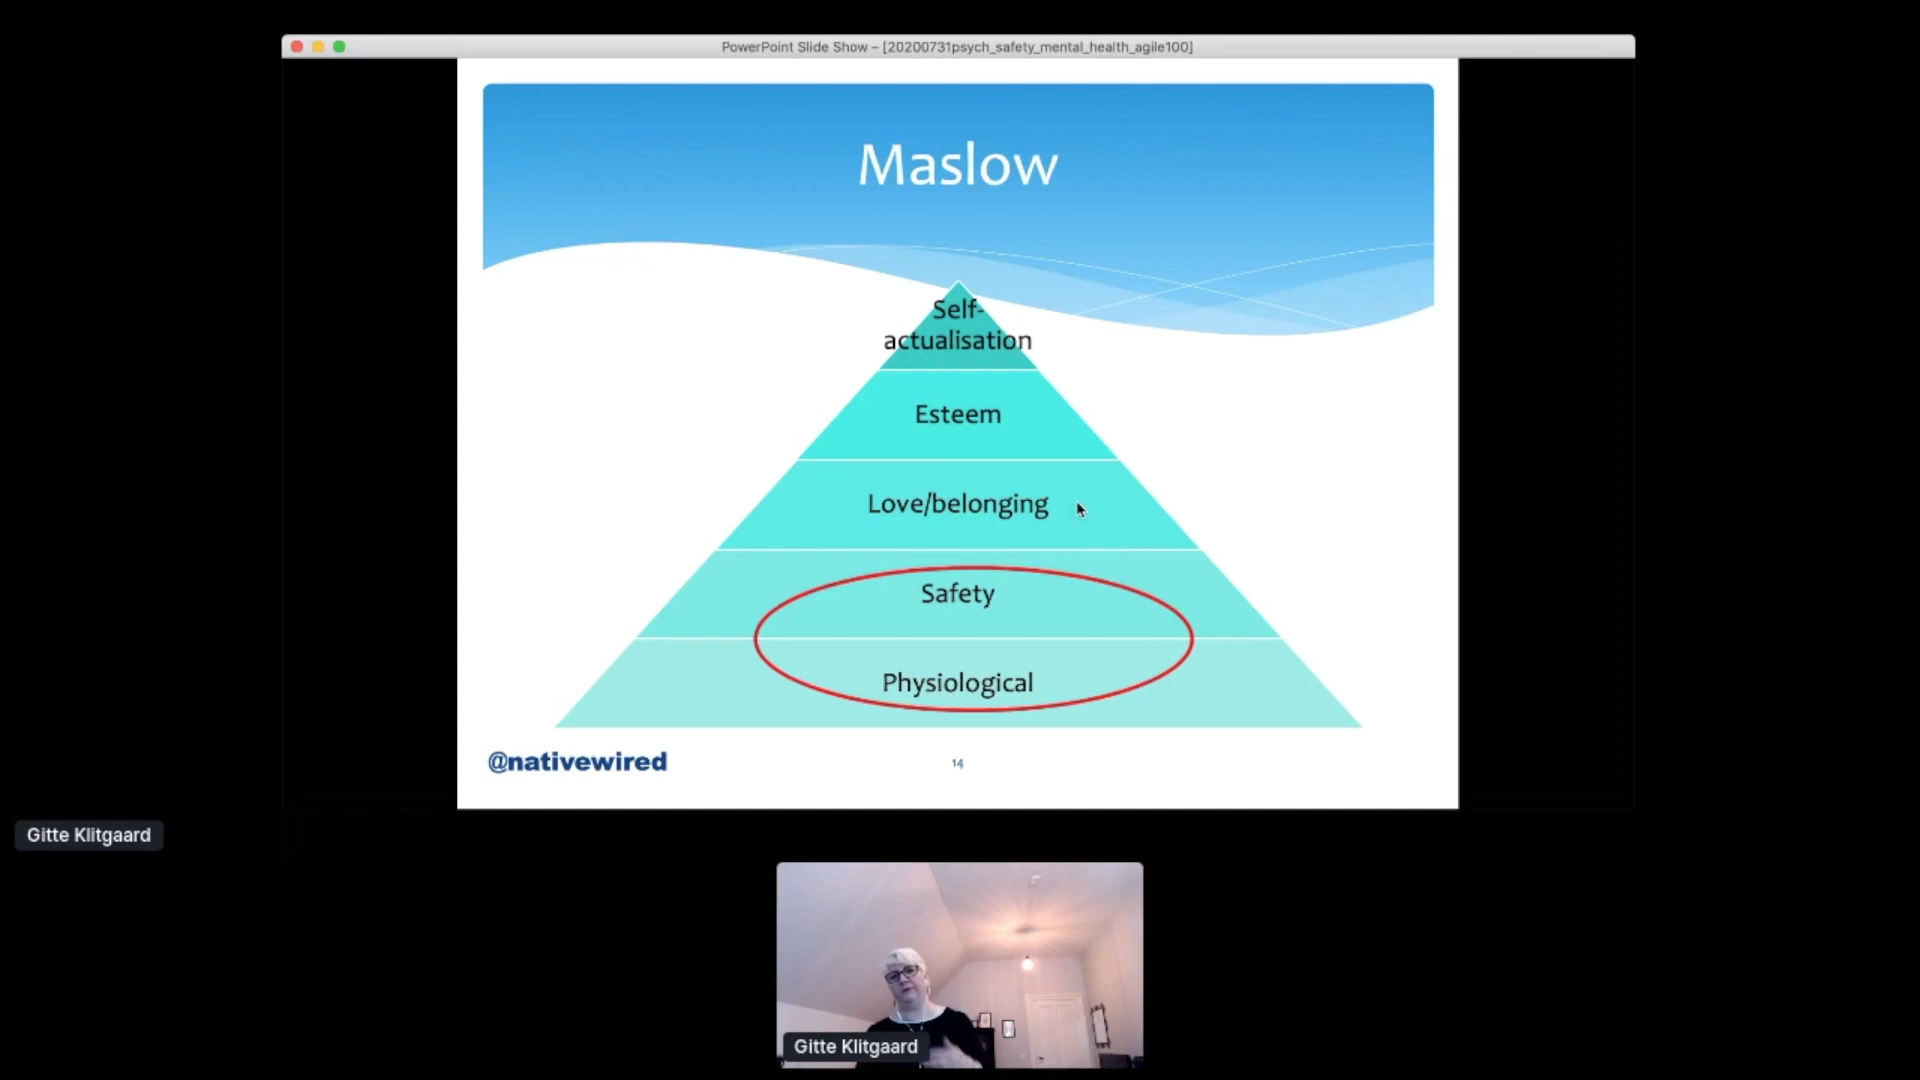 PowerPoint Slide Show – [20200731psych_safety_mental_health_agile100]
Maslow
Self-
actualisation
Esteem
Love/belonging
Safety
Physiological
@nativewired
14
Gitte Klitgaard
Gitte Klitgaard